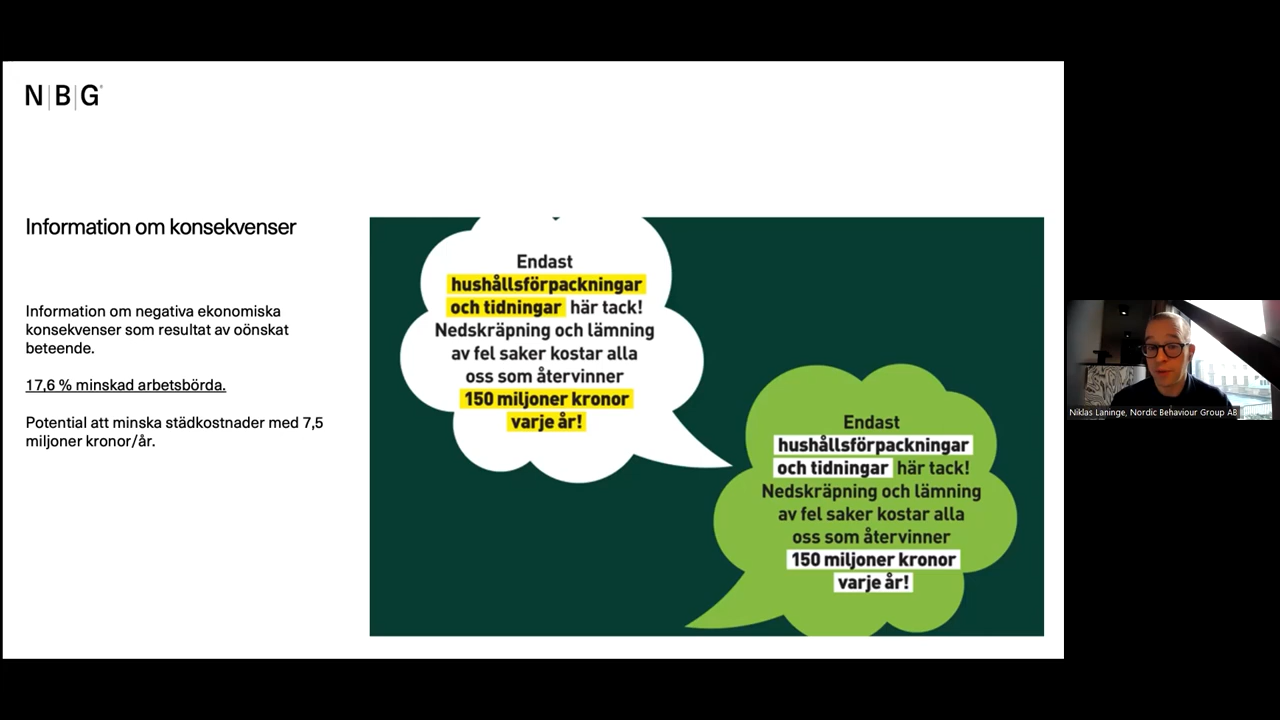 N|B|G
Information om konsekvenser
Information om negativa ekonomiska
konsekvenser som resultat av oönskat
beteende.
17,6 % minskad arbetsbörda.
Potential att minska städkostnader med 7,5
miljoner kronor/år.
Endast
hushållsförpackningar
och tidningar här tack!
Nedskräpning och lämning
av fel saker kostar alla
oss som återvinner
150 miljoner kronor
varje år!
Endast
hushållsförpackningar
och tidningar här tack!
Nedskräpning och lämning
av fel saker kostar alla
oss som återvinner
150 miljoner kronor
varje år!
Niklas Laninge, Nordic Behaviour Group AB